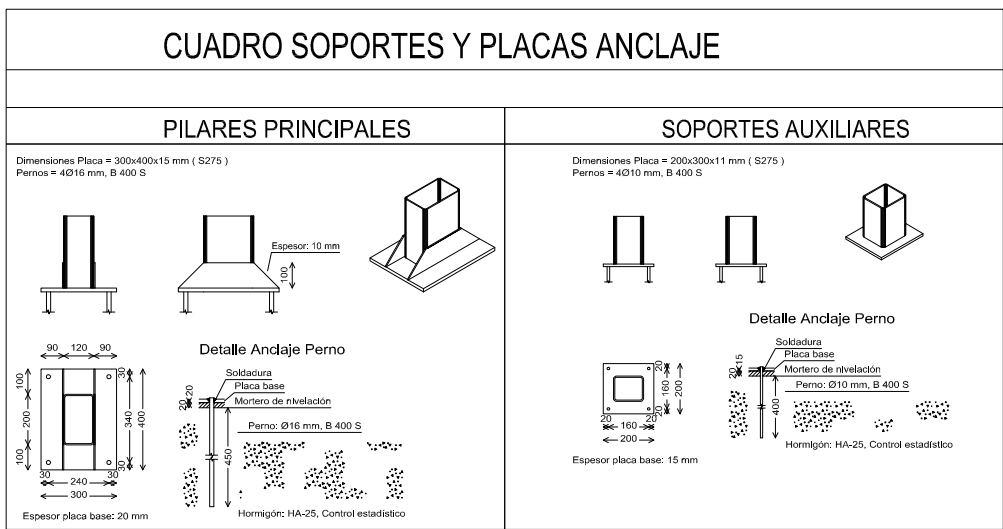 CUADRO SOPORTES Y PLACAS ANCLAJE
PILARES PRINCIPALES
Dimensiones Placa = 300x400x15 mm ( S275 )
Pernos = 4Ø16 mm, B 400 S
Espesor: 10 mm
100
90 120 90
100
200
100
30
340
30
400
30 30
240
300
Espesor placa base: 20 mm
Detalle Anclaje Perno
Soldadura
Placa base
Mortero de nivelación
20 20
Perno: Ø16 mm, B 400 S
450
Hormigón: HA-25, Control estadístico
SOPORTES AUXILIARES
Dimensiones Placa = 200x300x11 mm ( S275 )
Pernos = 4Ø10 mm, B 400 S
20
160
20
200
20 20
160
200
Espesor placa base: 15 mm
Detalle Anclaje Perno
Soldadura
Placa base
Mortero de nivelación
20 15
Perno: Ø10 mm, B 400 S
400
Hormigón: HA-25, Control estadístico